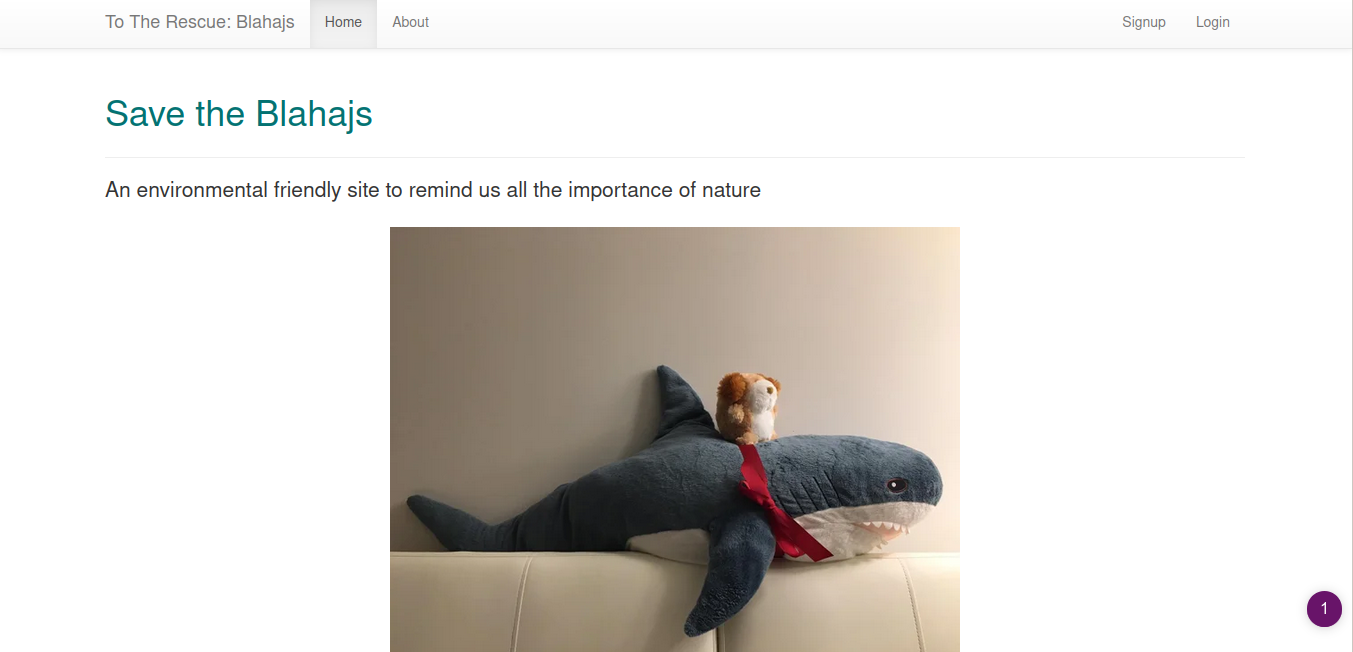 To The Rescue: Blahajs Home About Signup Login
Save the Blahajs
An environmental friendly site to remind us all the importance of nature
1